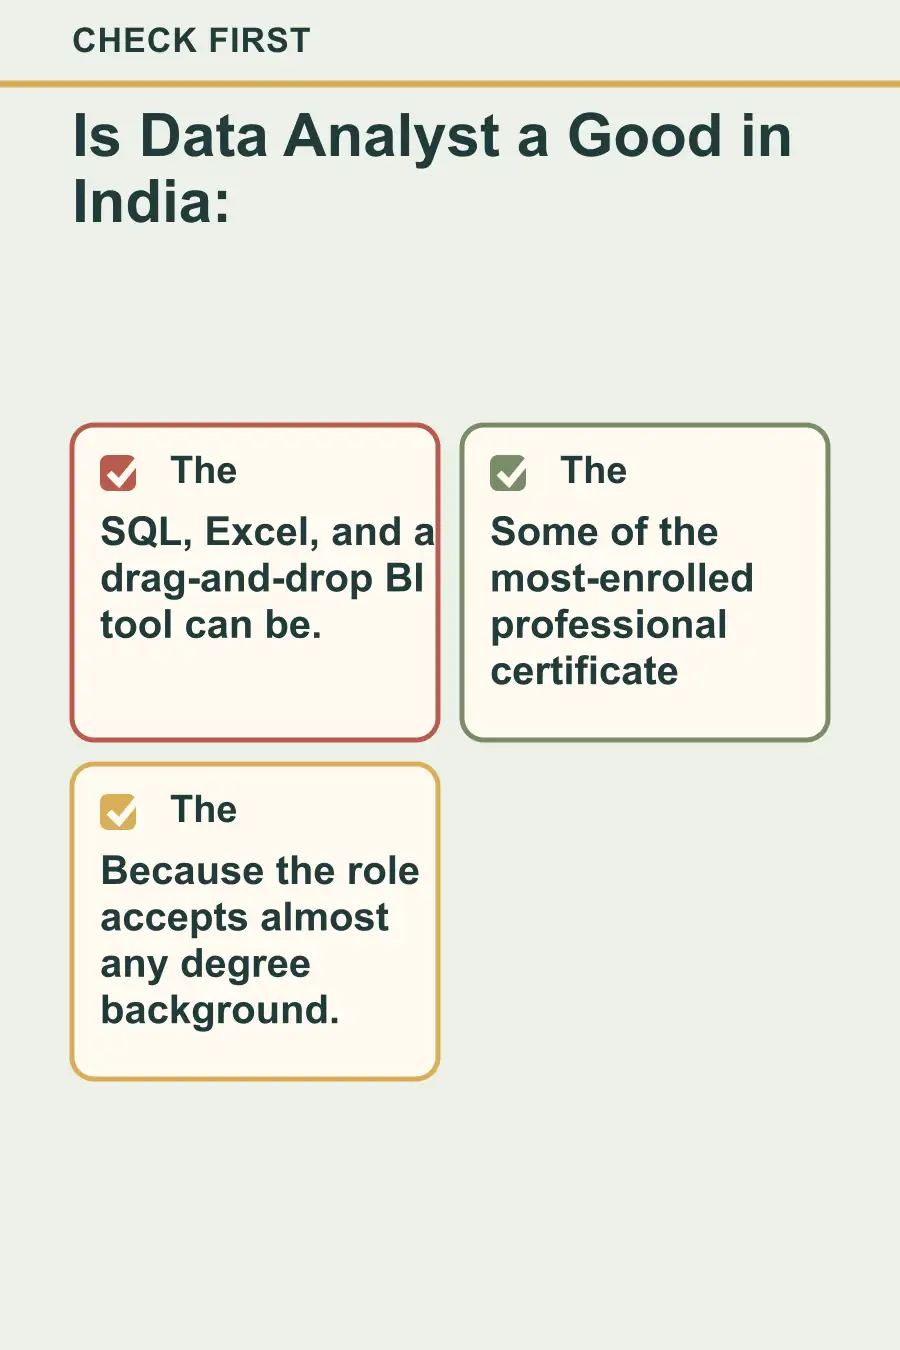 CHECK FIRST
Is Data Analyst a Good in
India:
The
SQL, Excel, and a
drag-and-drop BI
tool can be.
The
Some of the
most-enrolled
professional
certificate
The
Because the role
accepts almost
any degree
background.